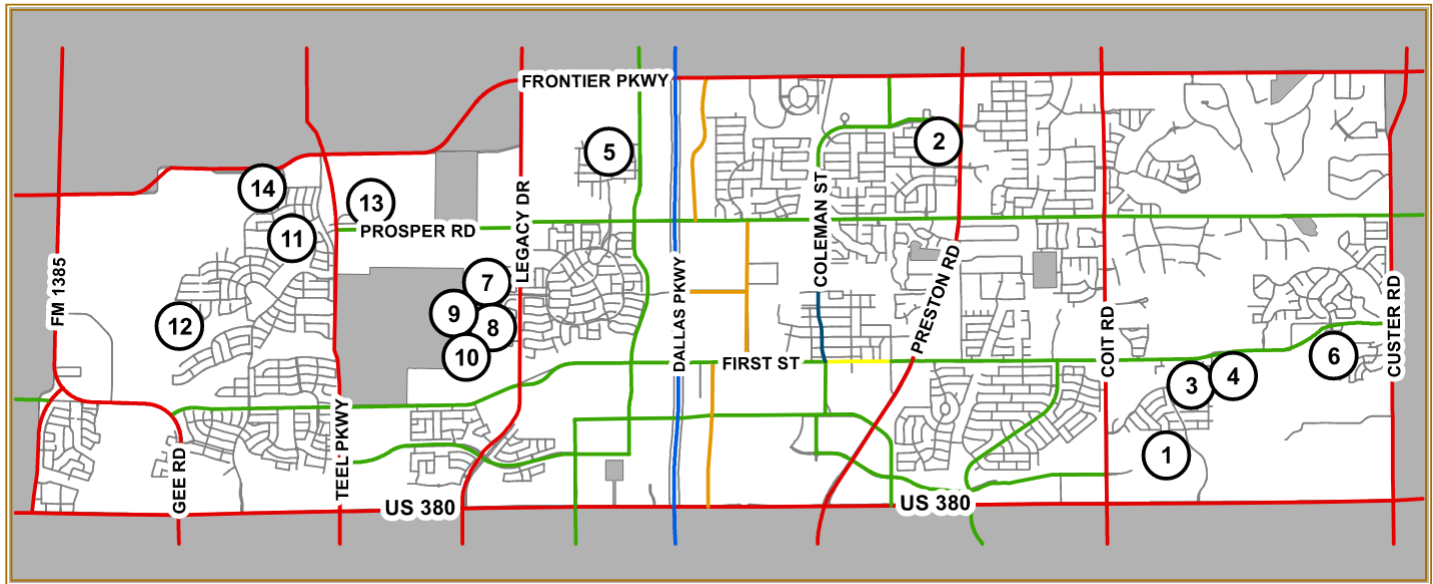 FRONTIER PKWY
2
5
14
13
11
PROSPER RD
LEGACY DR
COLEMAN ST
PRESTON RD
FM 1385
12
7
9
8
10
DALLAS PKWY
FIRST ST
COIT RD
CUSTER RD
6
3
4
1
GEE RD
TEEL PKWY
US 380
US 380